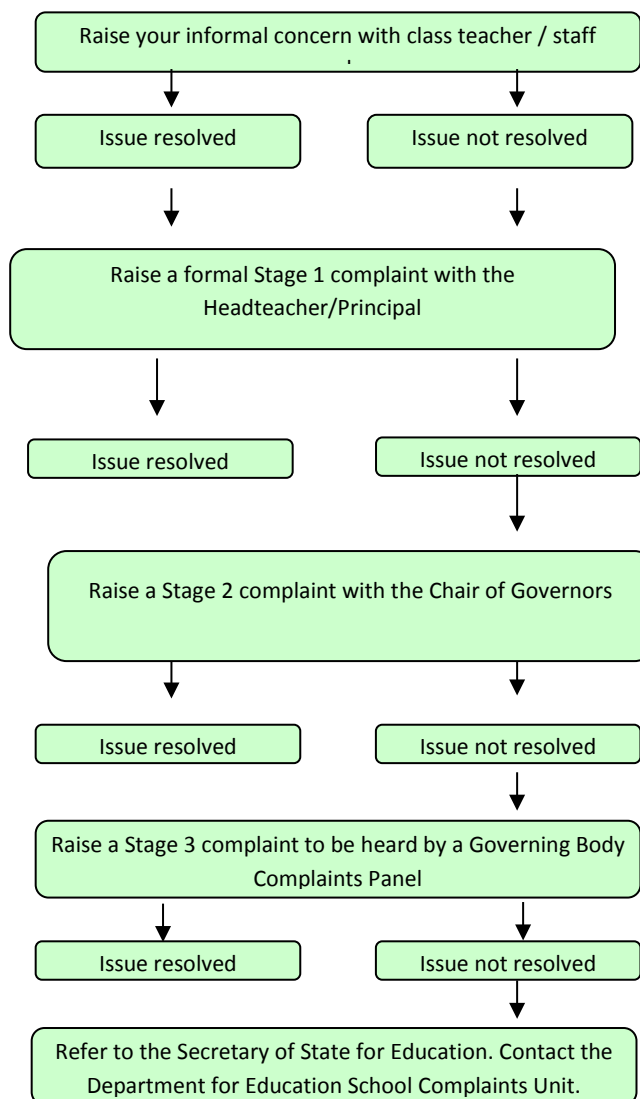 Raise your informal concern with class teacher / staff
Issue resolved
Issue not resolved
Raise a formal Stage 1 complaint with the
Headteacher/Principal
Issue resolved
Issue not resolved
Raise a Stage 2 complaint with the Chair of Governors
Issue resolved
Issue not resolved
Raise a Stage 3 complaint to be heard by a Governing Body
Complaints Panel
Issue resolved
Issue not resolved
Refer to the Secretary of State for Education. Contact the
Department for Education School Complaints Unit.